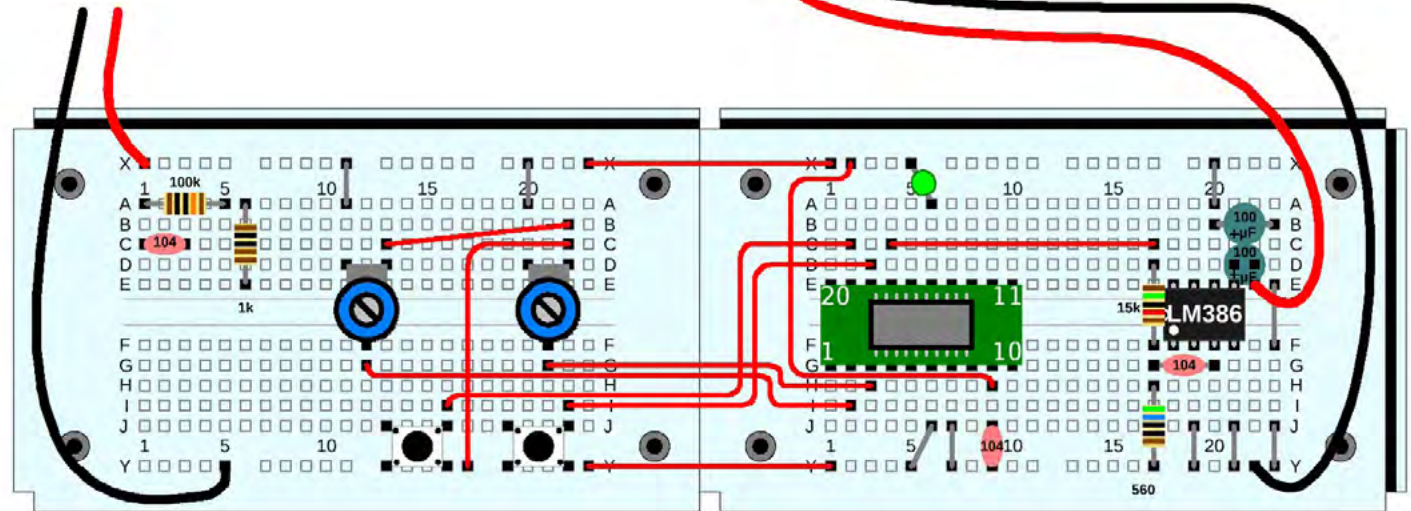 X X X X
100k
1 5 10 15 20 1 5 10 15 20
A A A A
B B B 100 B
+µF
C 104 C C C
D D D 100 D
+µF
E E E E
20 11
1k 15k LM386
F F F F
1 10
G G G 104 G
H H H H
I I I I
J J J J
1 5 10 1 5 104 10 15 20
Y Y Y Y
560